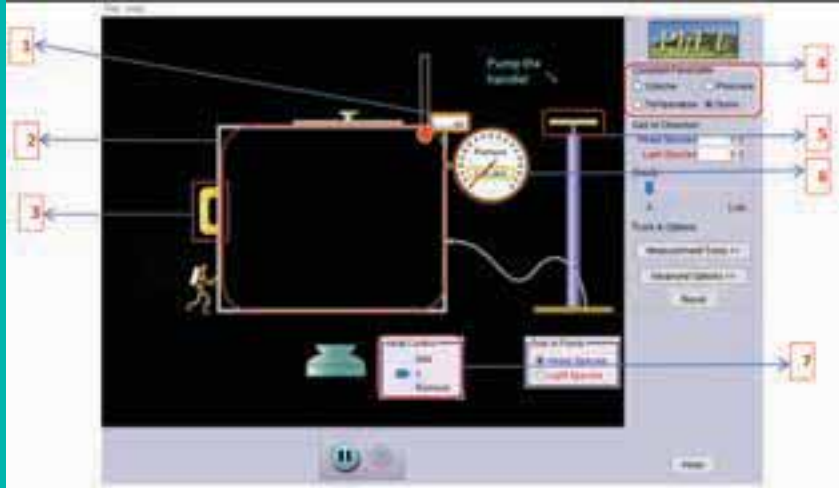 1
2
3
4
5
6
7
Pump the
handle!
PhET
Constant Parameter
Volume
Pressure
Temperature
None
Pressure
Gas In Chamber
Heavy Species
Light Species
Gravity
0
Lots
Tools & Options
Measurement Tools >>
Advanced Options >>
Reset
Heat Control
Add
0
Remove
Gas in Pump
Heavy Species
Light Species
Help!